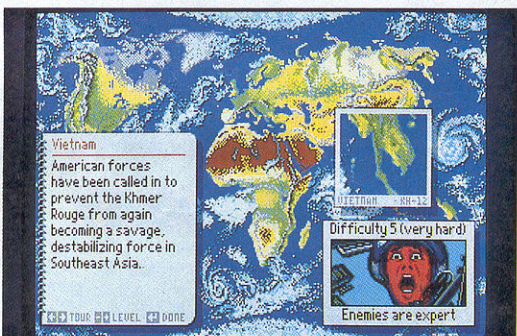 Vietnam
American forces
have been called in to
prevent the Khmer
Rouge from again
becoming a savage,
destabilizing force in
Southeast Asia.
TOUR LEVEL DONE
VIETNAM - KH-12
Difficulty 5 (very hard)
Enemies are expert